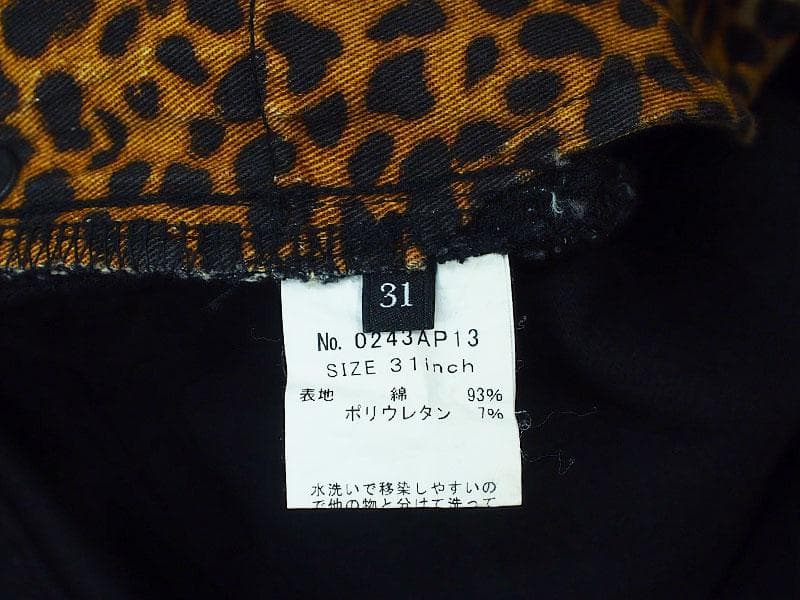 31
No. 0243AP13
SIZE 31inch
表地 綿 93%
ポリウレタン 7%
水洗いで移染しやすいの
で他の物と分けて洗って